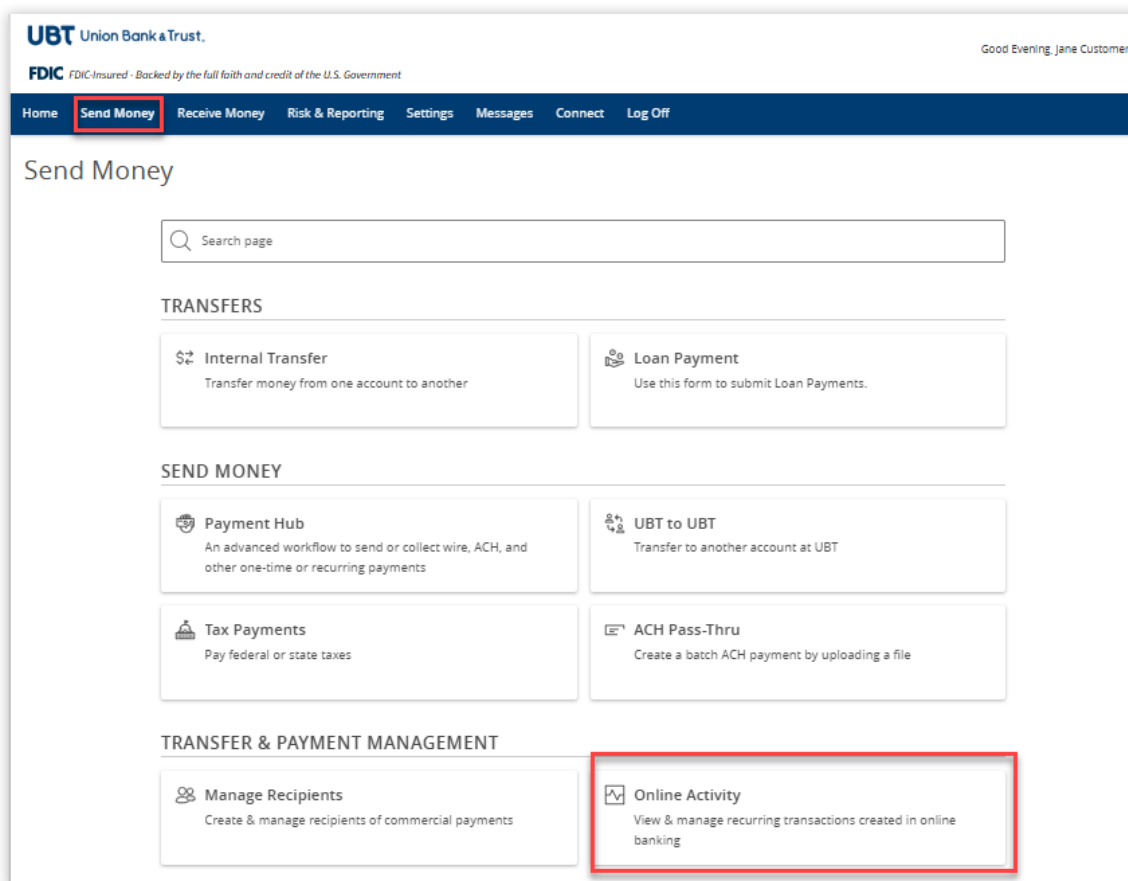 UBT Union Bank & Trust.
Good Evening, Jane Customer
FDIC FDIC-Insured - Backed by the full faith and credit of the U.S. Government
Home Send Money Receive Money Risk & Reporting Settings Messages Connect Log Off
Send Money
Search page
TRANSFERS
Internal Transfer
Transfer money from one account to another
Loan Payment
Use this form to submit Loan Payments.
SEND MONEY
Payment Hub
An advanced workflow to send or collect wire, ACH, and
other one-time or recurring payments
UBT to UBT
Transfer to another account at UBT
Tax Payments
Pay federal or state taxes
ACH Pass-Thru
Create a batch ACH payment by uploading a file
TRANSFER & PAYMENT MANAGEMENT
Manage Recipients
Create & manage recipients of commercial payments
Online Activity
View & manage recurring transactions created in online
banking